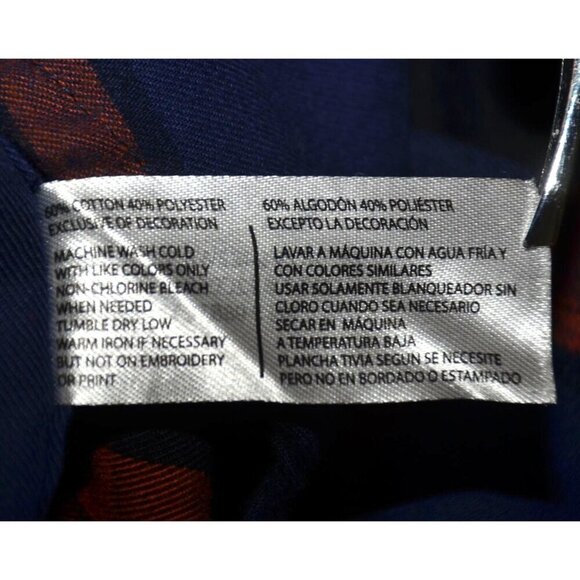 60% COTTON 40% POLYESTER
EXCLUSIVE OF DECORATION
MACHINE WASH COLD
WITH LIKE COLORS ONLY
NON-CHLORINE BLEACH
WHEN NEEDED
TUMBLE DRY LOW
WARM IRON IF NECESSARY
BUT NOT ON EMBROIDERY
OR PRINT
60% ALGODÓN 40% POLIÉSTER
EXCEPTO LA DECORACIÓN
LAVAR A MÁQUINA CON AGUA FRÍA Y
CON COLORES SIMILARES
USAR SOLAMENTE BLANQUEADOR SIN
CLORO CUANDO SEA NECESARIO
SECAR EN MÁQUINA
A TEMPERATURA BAJA
PLANCHA TIVIA SEGUN SE NECESITE
PERO NO EN BORDADO O ESTAMPADO